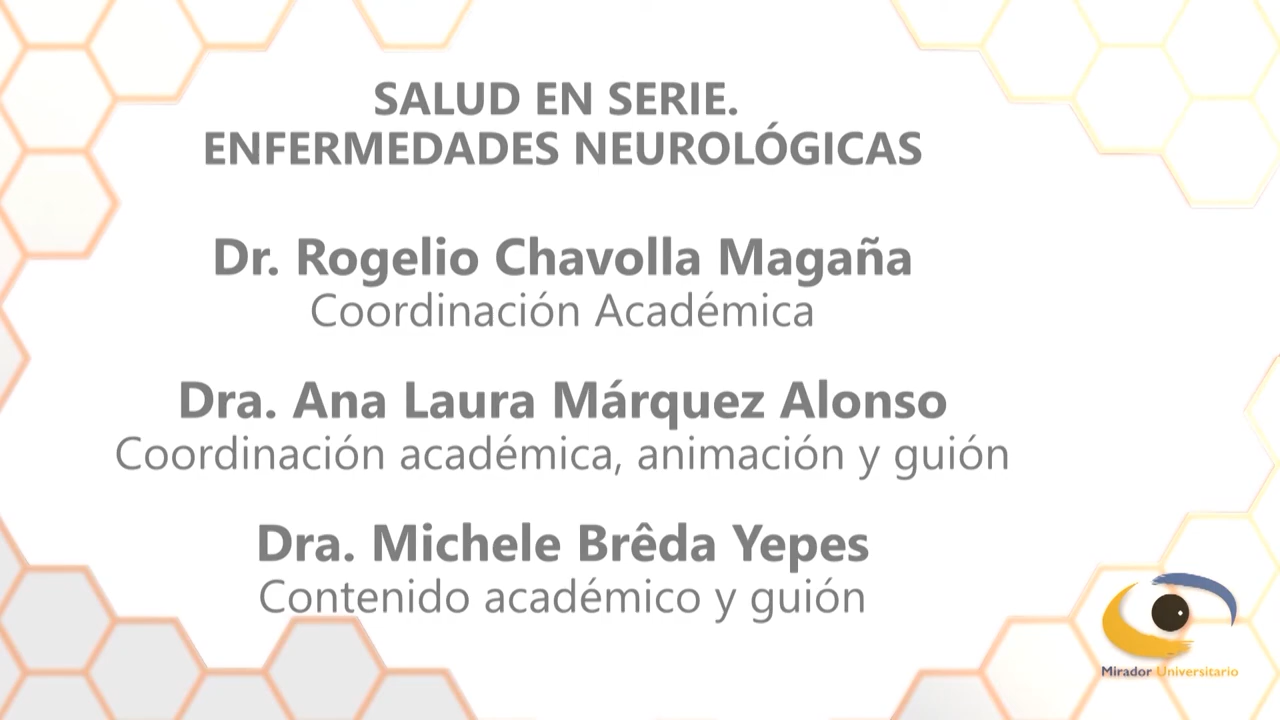 SALUD EN SERIE.
ENFERMEDADES NEUROLÓGICAS
Dr. Rogelio Chavolla Magaña
Coordinación Académica
Dra. Ana Laura Márquez Alonso
Coordinación académica, animación y guión
Dra. Michele Brêda Yepes
Contenido académico y guión
Mirador Universitario